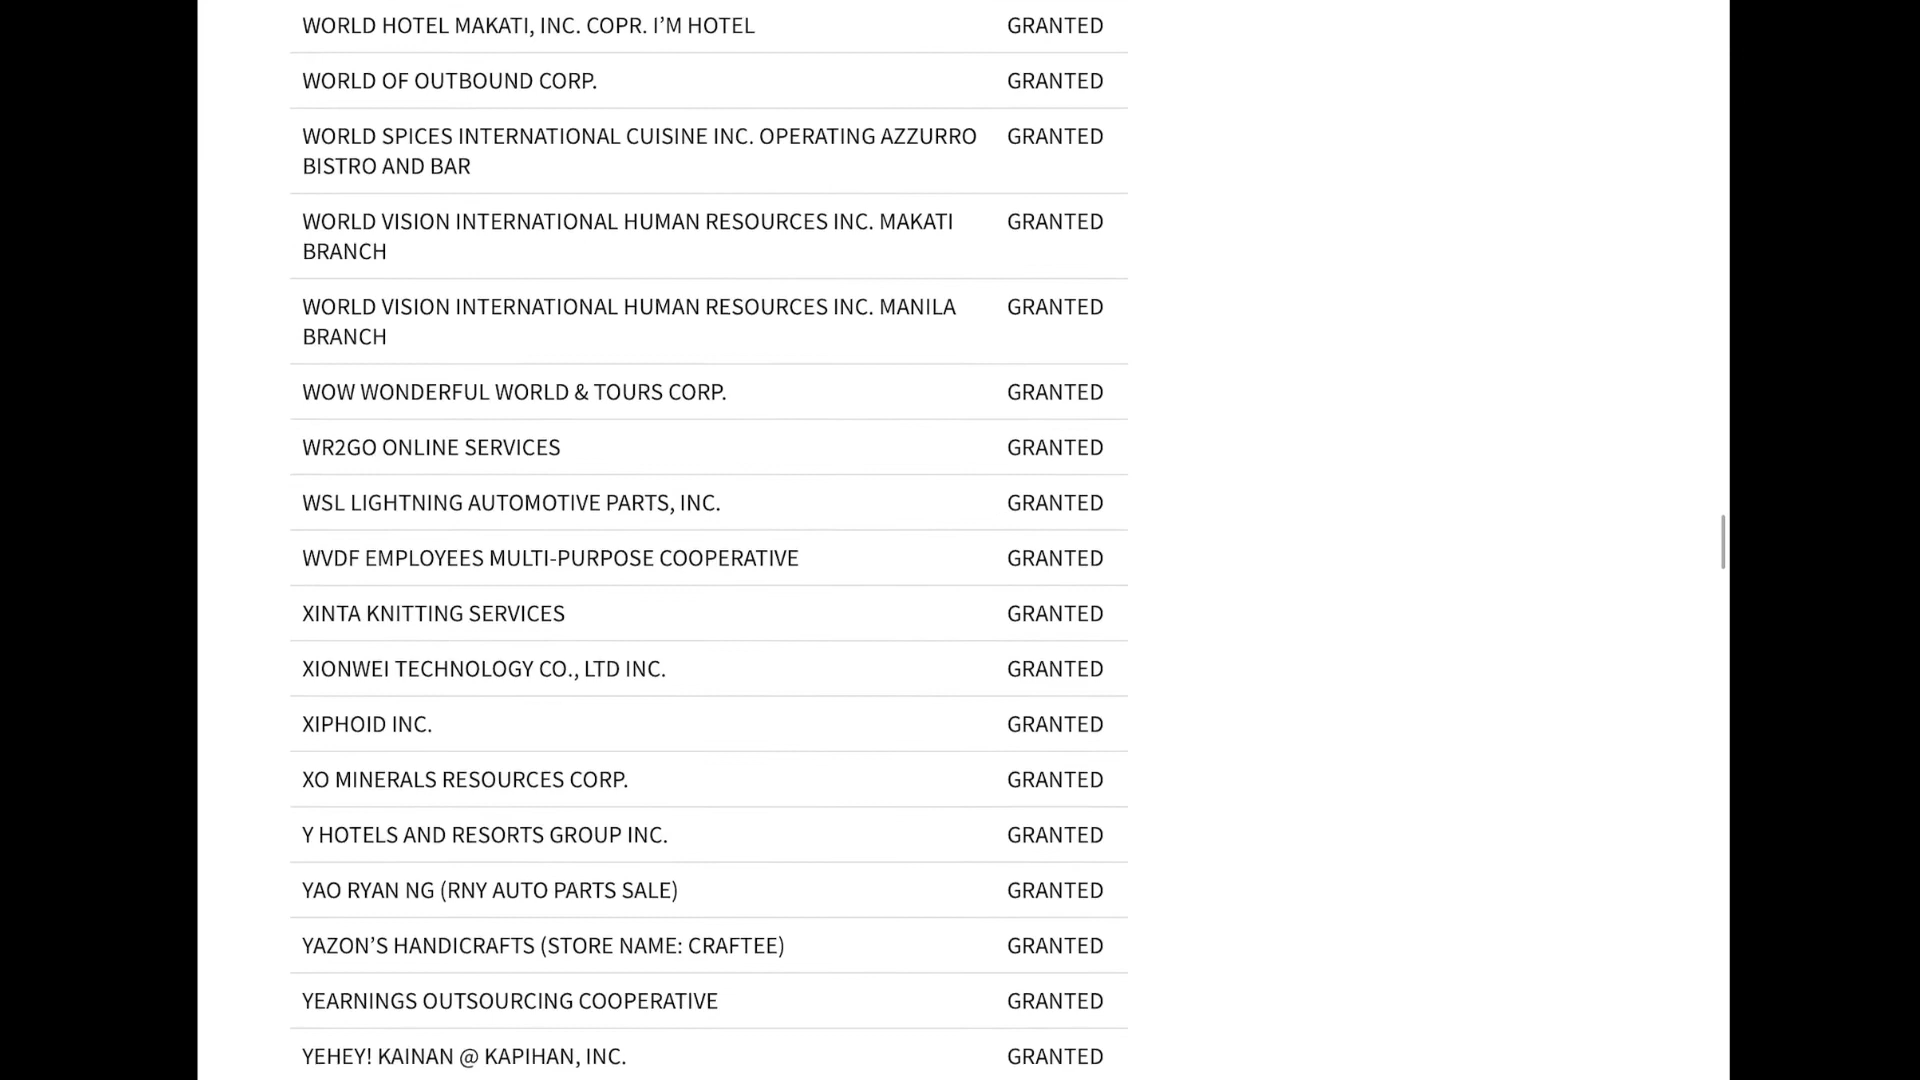 WORLD HOTEL MAKATI, INC. COPR. I’M HOTEL GRANTED
WORLD OF OUTBOUND CORP. GRANTED
WORLD SPICES INTERNATIONAL CUISINE INC. OPERATING AZZURRO GRANTED
BISTRO AND BAR
WORLD VISION INTERNATIONAL HUMAN RESOURCES INC. MAKATI GRANTED
BRANCH
WORLD VISION INTERNATIONAL HUMAN RESOURCES INC. MANILA GRANTED
BRANCH
WOW WONDERFUL WORLD & TOURS CORP. GRANTED
WR2GO ONLINE SERVICES GRANTED
WSL LIGHTNING AUTOMOTIVE PARTS, INC. GRANTED
WVDF EMPLOYEES MULTI-PURPOSE COOPERATIVE GRANTED
XINTA KNITTING SERVICES GRANTED
XIONWEI TECHNOLOGY CO., LTD INC. GRANTED
XIPHOID INC. GRANTED
XO MINERALS RESOURCES CORP. GRANTED
Y HOTELS AND RESORTS GROUP INC. GRANTED
YAO RYAN NG (RNY AUTO PARTS SALE) GRANTED
YAZON’S HANDICRAFTS (STORE NAME: CRAFTEE) GRANTED
YEARNINGS OUTSOURCING COOPERATIVE GRANTED
YEHEY! KAINAN @ KAPIHAN, INC. GRANTED